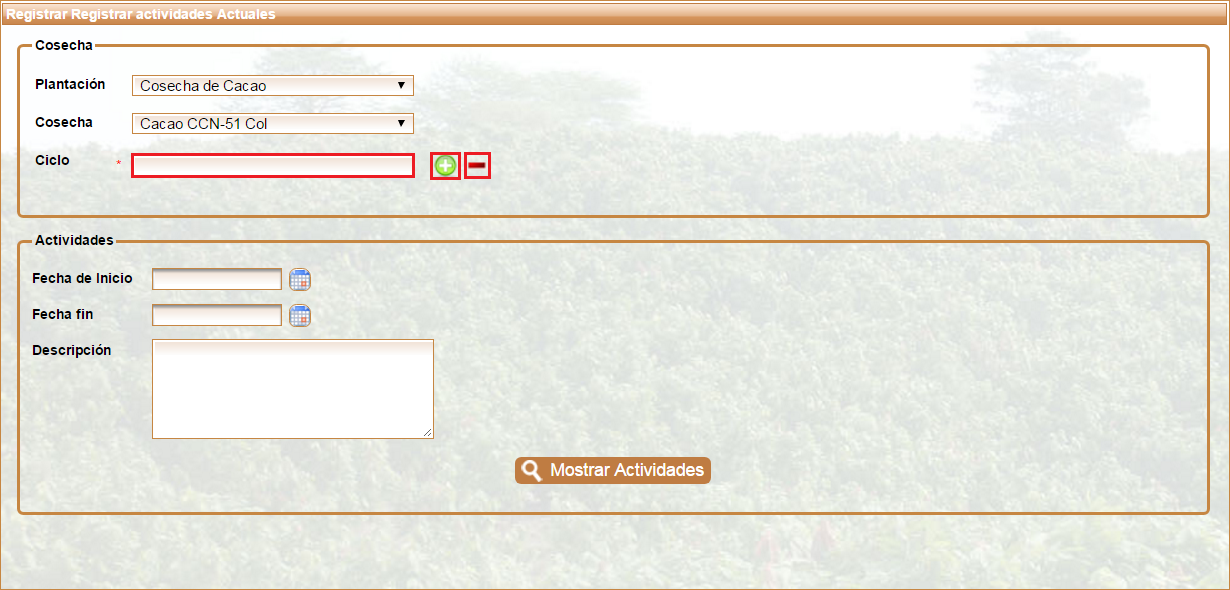 Registrar Registrar actividades Actuales
Cosecha
Plantación Cosecha de Cacao
Cosecha Cacao CCN-51 Col
Ciclo *
Actividades
Fecha de Inicio
Fecha fin
Descripción
Mostrar Actividades